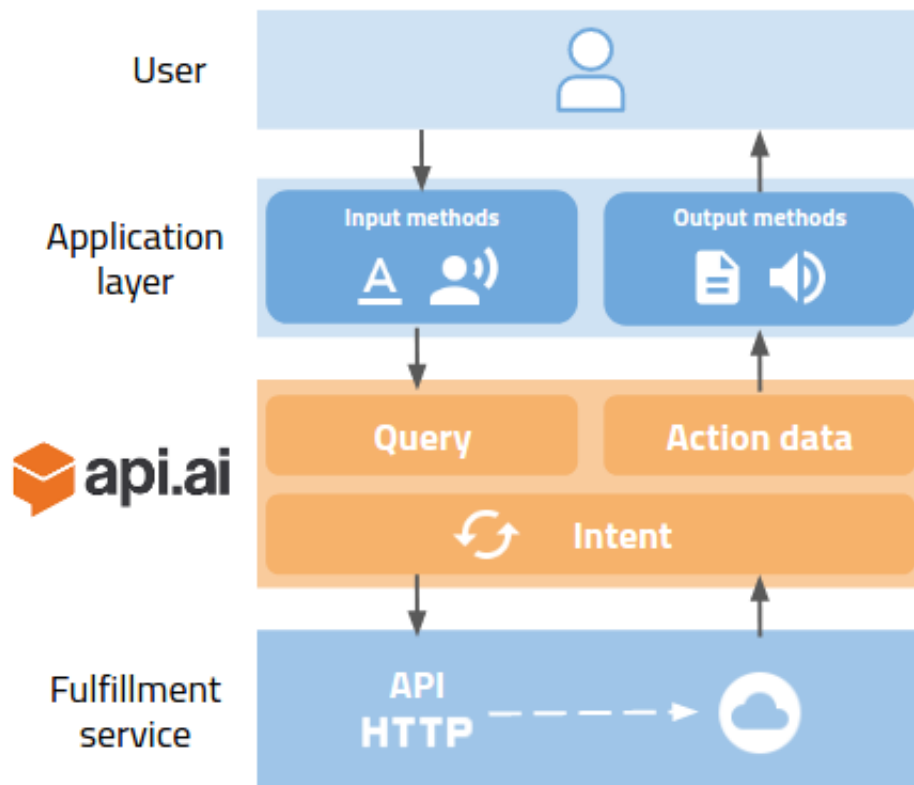 User
Application
layer
Input methods
A
Output methods
api.ai
Query
Action data
Intent
Fulfillment
service
API
HTTP